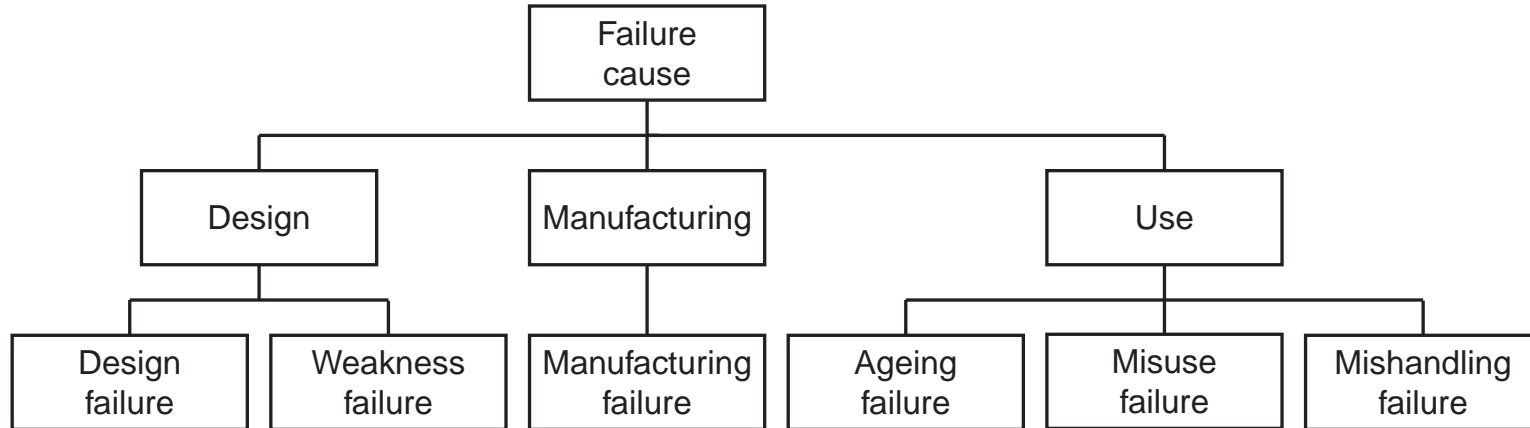 Failure
cause
Design
Manufacturing
Use
Design
failure
Weakness
failure
Manufacturing
failure
Ageing
failure
Misuse
failure
Mishandling
failure